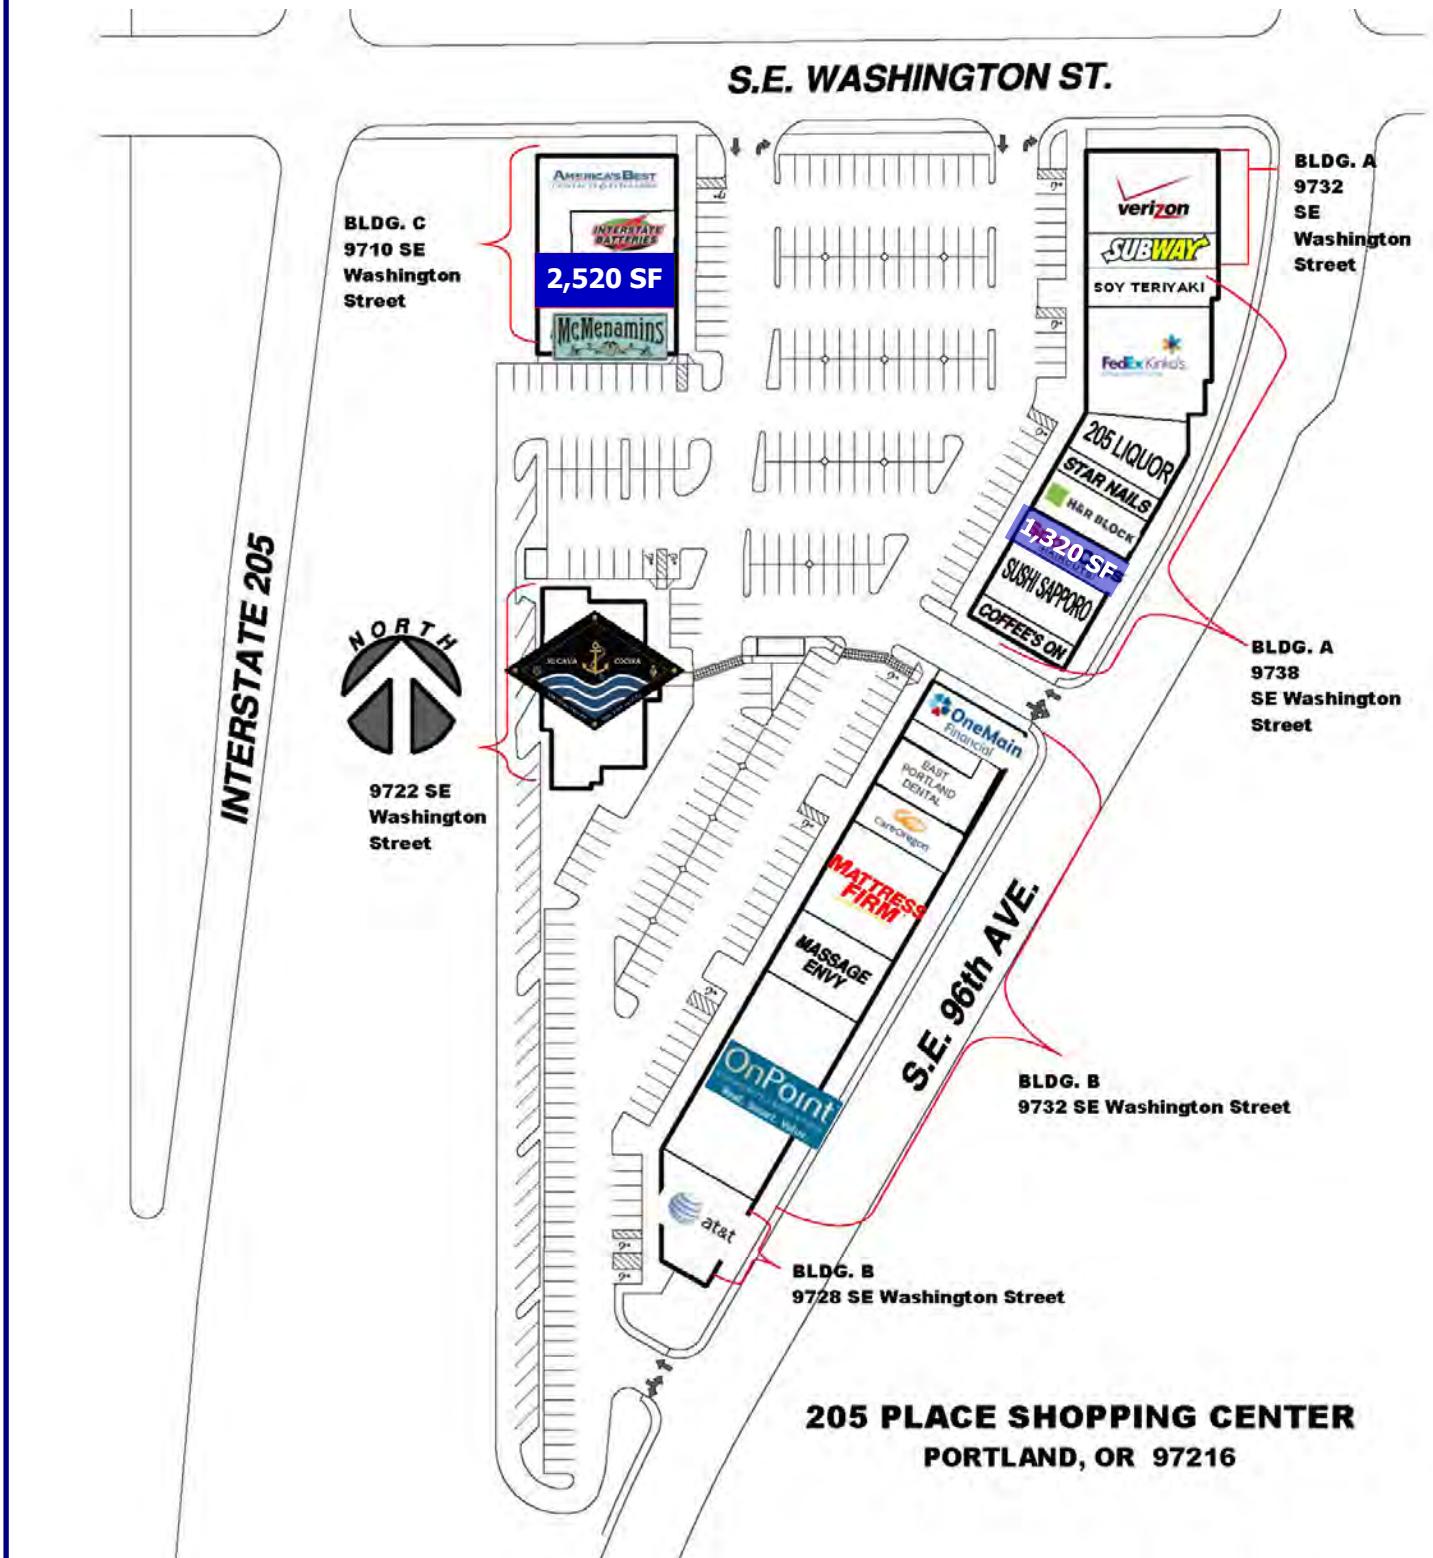 S.E. WASHINGTON ST.
BLDG. C
9710 SE
Washington
Street
AMERICA'S BEST
INTERSTATE
BATTERIES
2,520 SF
McMenamins
verizon
SUBWAY
SOY TERIYAKI
FedEx Kinko's
205 LIQUOR
STAR NAILS
H&R BLOCK
1,320 SF
SUSHI SAPPORO
COFFEE'S ON
BLDG. A
9732
SE
Washington
Street
BLDG. A
9738
SE Washington
Street
INTERSTATE 205
NORTH
9722 SE
Washington
Street
OneMain
Financial
EAST
PORTLAND
DENTAL
CareOregon
MATTRESS
FIRM
MASSAGE
ENVY
OnPoint
at&t
S.E. 96th AVE.
BLDG. B
9732 SE Washington Street
BLDG. B
9728 SE Washington Street
205 PLACE SHOPPING CENTER
PORTLAND, OR 97216